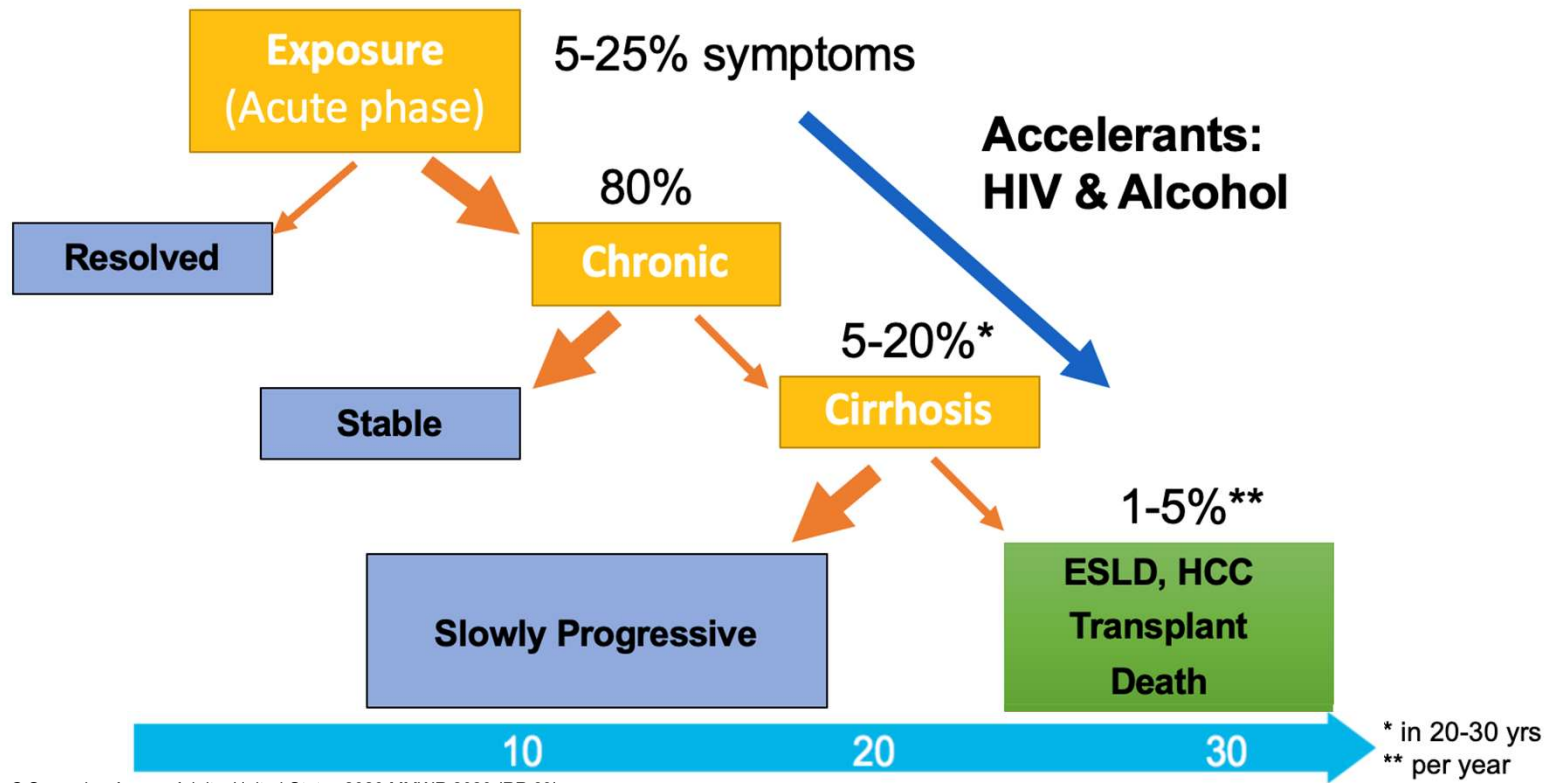 Exposure
(Acute phase)
5-25% symptoms
Accelerants:
HIV & Alcohol
80%
Resolved
Chronic
5-20%*
Stable
Cirrhosis
1-5%**
Slowly Progressive
ESLD, HCC
Transplant
Death
10 20 30
* in 20-30 yrs
** per year